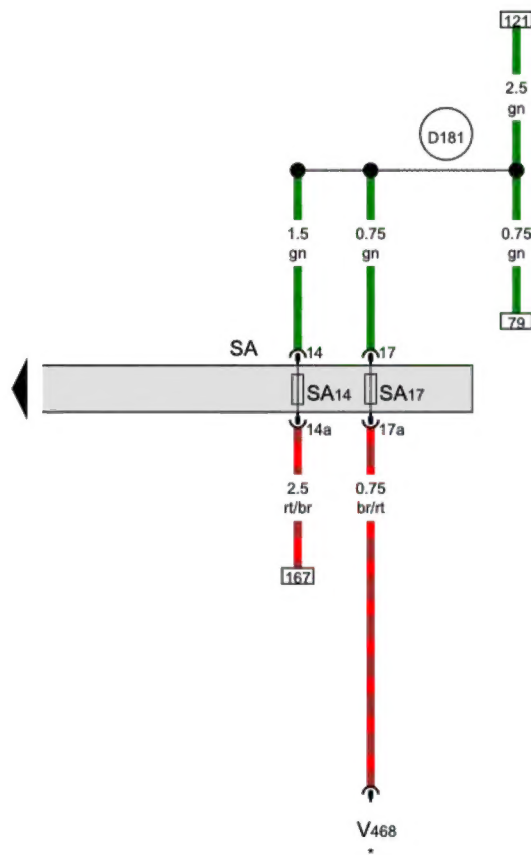 121
2.5
gn
D181
1.5
gn
0.75
gn
0.75
gn
79
SA
14
17
SA14
SA17
14a
17a
2.5
rt/br
0.75
br/rt
167
V468
*